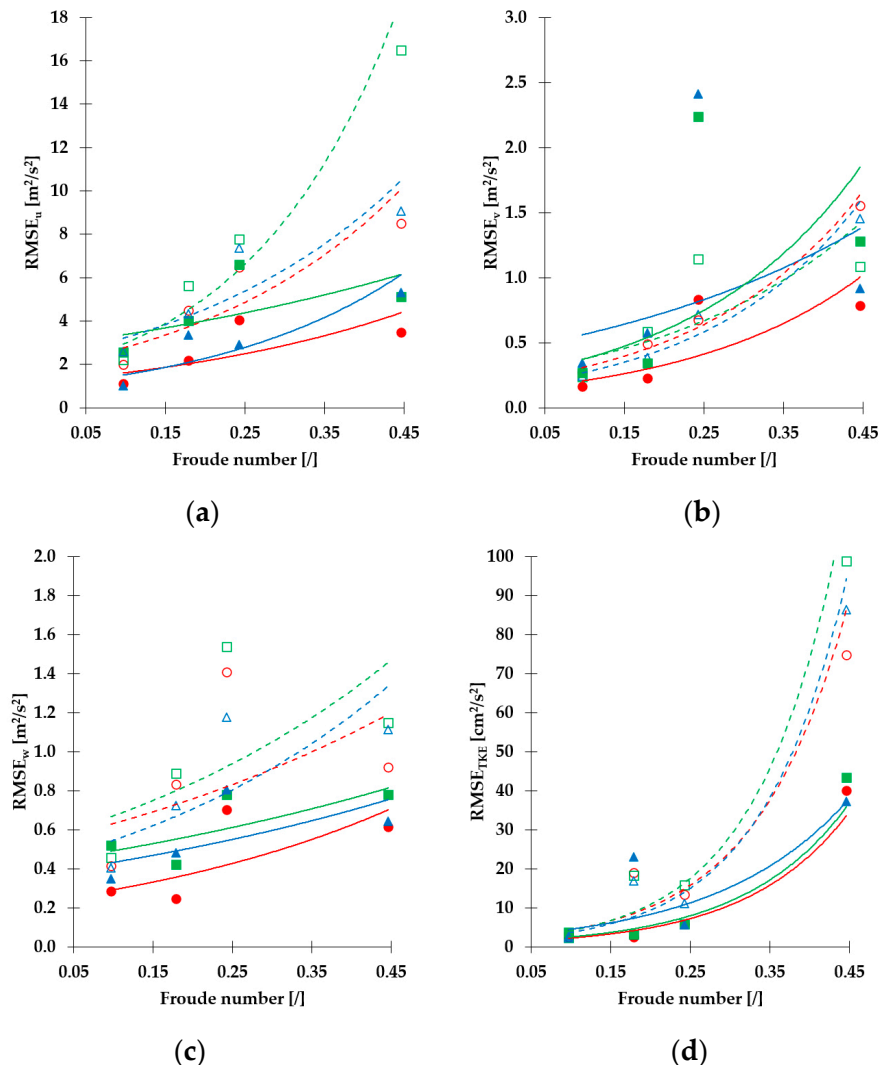 18
16
14
12
10
8
6
4
2
0
RMSEu [m²/s²]
0.05 0.15 0.25 0.35 0.45
Froude number [/]
(a)
3.0
2.5
2.0
1.5
1.0
0.5
0.0
RMSEv [m²/s²]
0.05 0.15 0.25 0.35 0.45
Froude number [/]
(b)
2.0
1.8
1.6
1.4
1.2
1.0
0.8
0.6
0.4
0.2
0.0
RMSEw [m²/s²]
0.05 0.15 0.25 0.35 0.45
Froude number [/]
(c)
100
90
80
70
60
50
40
30
20
10
0
RMSETKE [cm²/s²]
0.05 0.15 0.25 0.35 0.45
Froude number [/]
(d)